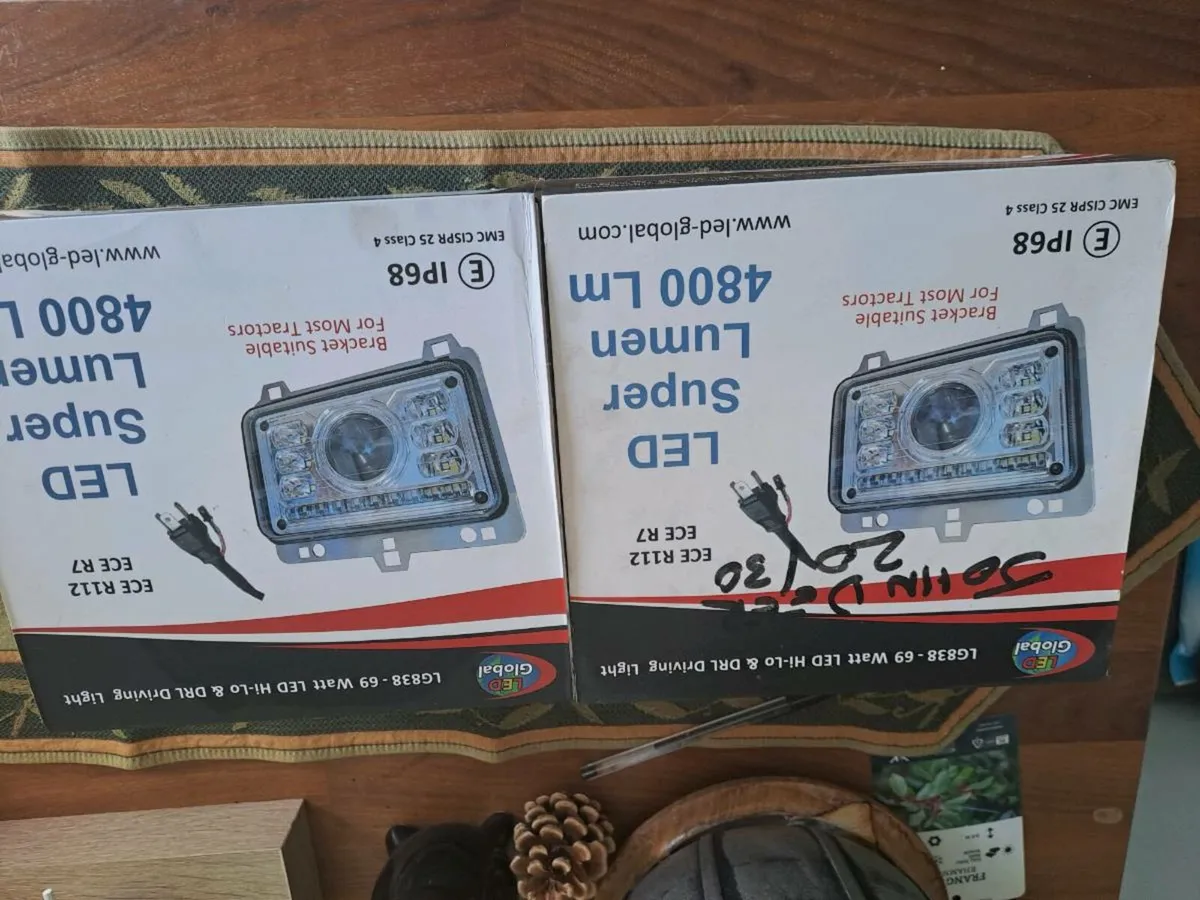 LED Global
LG838 - 69 Watt LED Hi-Lo & DRL Driving Light
JOHN DEER
2030
ECE R112
ECE R7
LED
Super
Lumen
4800 Lm
Bracket Suitable
For Most Tractors
E IP68
EMC CISPR 25 Class 4
www.led-global.com
LED Global
LG838 - 69 Watt LED Hi-Lo & DRL Driving Light
ECE R112
ECE R7
LED
Super
Lumen
4800 L
Bracket Suitable
For Most Tractors
E IP68
EMC CISPR 25 Class 4
www.led-global
FRANG